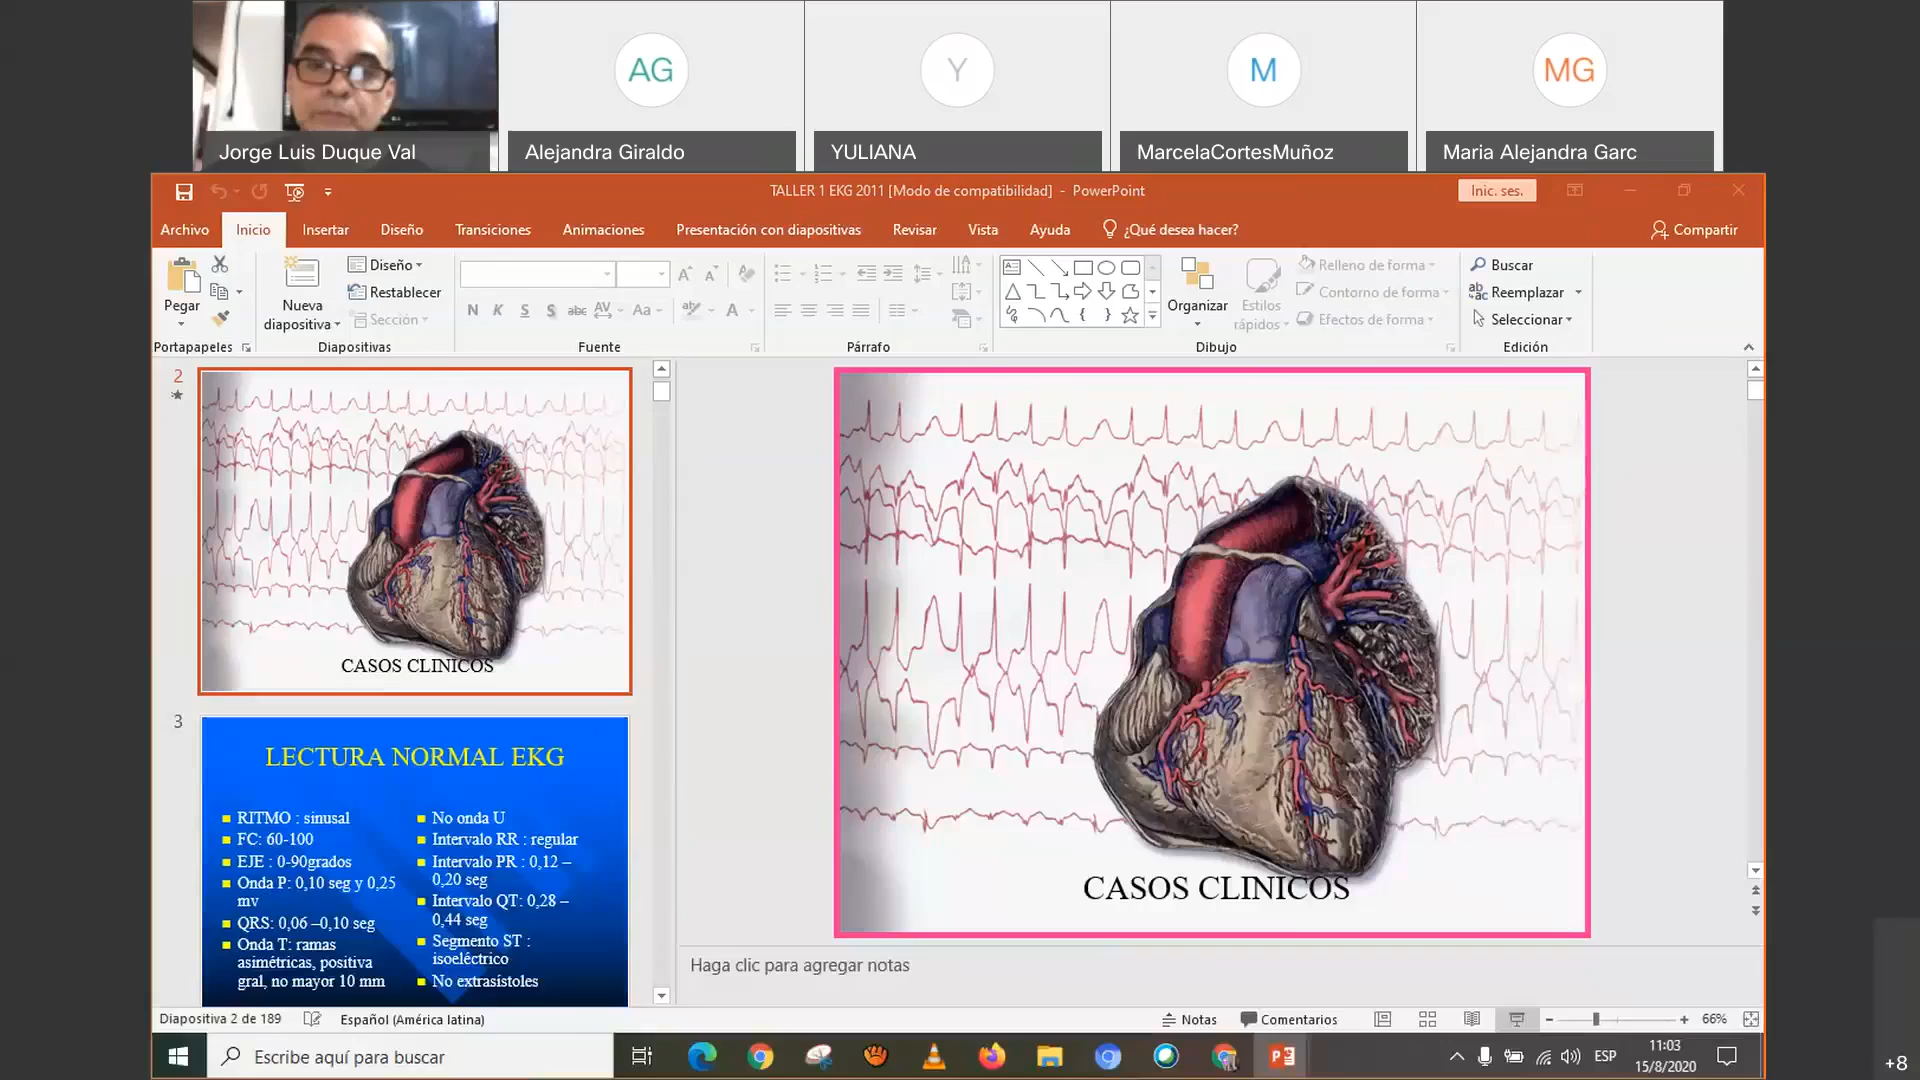 AG
Y
M
MG
Jorge Luis Duque Val
Alejandra Giraldo
YULIANA
MarcelaCortesMuñoz
Maria Alejandra Garc
TALLER 1 EKG 2011 [Modo de compatibilidad] - PowerPoint
Inic. ses.
Archivo
Inicio
Insertar
Diseño
Transiciones
Animaciones
Presentación con diapositivas
Revisar
Vista
Ayuda
¿Qué desea hacer?
Compartir
Pegar
Nueva
diapositiva
Diseño
Restablecer
Sección
N K S S abc AV Aa A
Organizar
Estilos
rápidos
Relleno de forma
Contorno de forma
Efectos de forma
Buscar
Reemplazar
Seleccionar
Portapapeles
Diapositivas
Fuente
Párrafo
Dibujo
Edición
2
CASOS CLINICOS
3
LECTURA NORMAL EKG
RITMO : sinusal
FC: 60-100
EJE : 0-90grados
Onda P: 0,10 seg y 0,25
mv
QRS: 0,06 –0,10 seg
Onda T: ramas
asimétricas, positiva
gral, no mayor 10 mm
No onda U
Intervalo RR : regular
Intervalo PR : 0,12 –
0,20 seg
Intervalo QT: 0,28 –
0,44 seg
Segmento ST :
isoeléctrico
No extrasístoles
CASOS CLINICOS
Haga clic para agregar notas
Diapositiva 2 de 189
Español (América latina)
Notas
Comentarios
66%
Escribe aquí para buscar
ESP
11:03
15/8/2020
+8